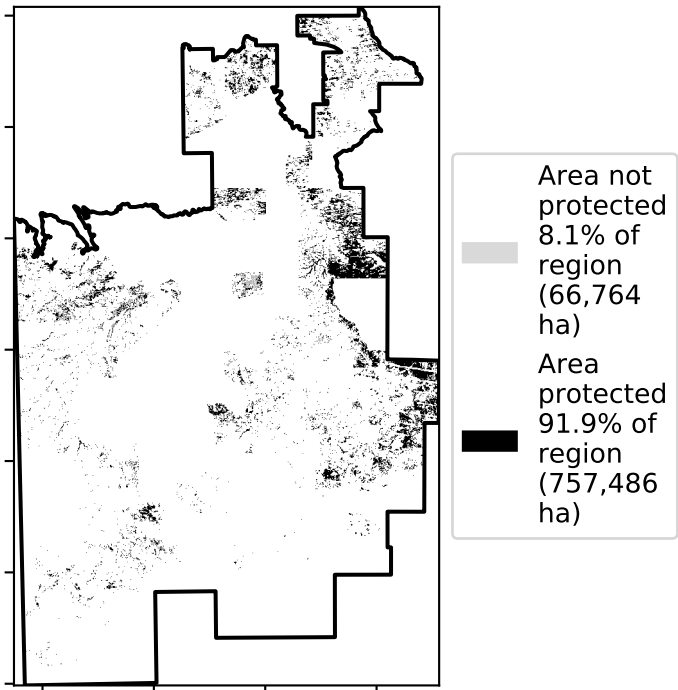 Area not
protected
8.1% of
region
(66,764
ha)
Area
protected
91.9% of
region
(757,486
ha)